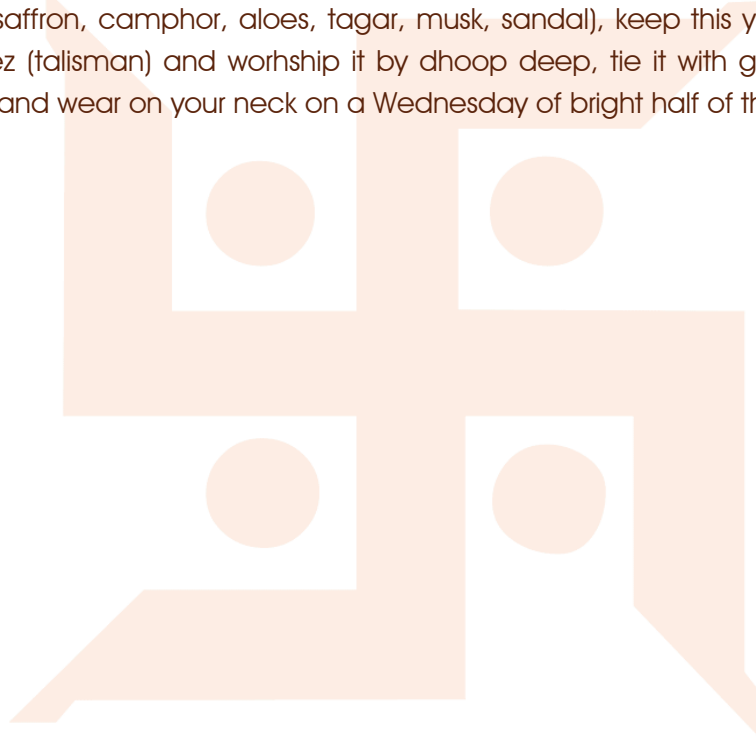 saffron, camphor, aloes, tagar, musk, sandal), keep this y
ez (talisman) and worhship it by dhoop deep, tie it with g
and wear on your neck on a Wednesday of bright half of th